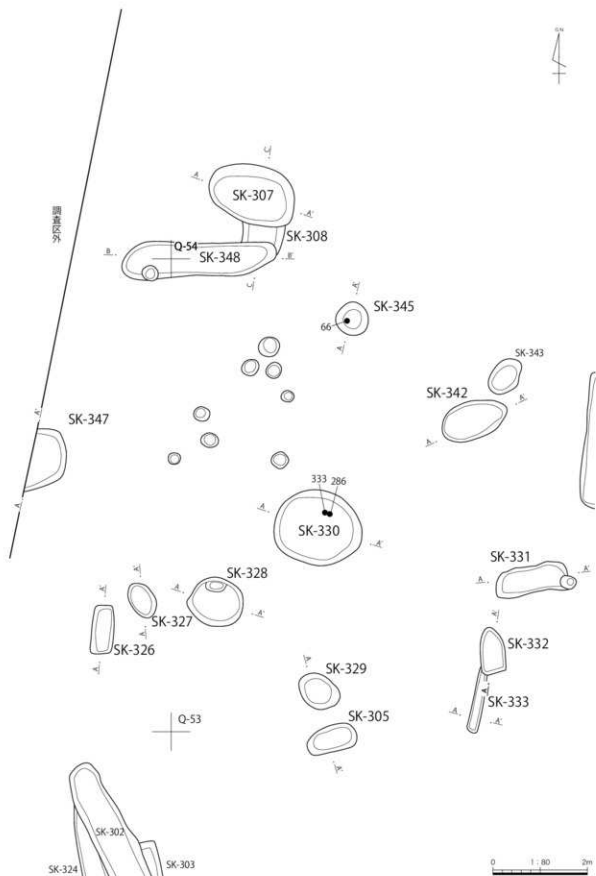 G.N
SK-307
A
A'
C'
調査区外
SK-308
B
Q-54
SK-348
B'
C
A'
SK-345
66
A
SK-343
SK-342
A'
A
SK-347
A'
A
333
286
A
SK-330
A'
SK-331
A
A'
SK-328
A
A'
A'
SK-327
A
A'
SK-326
A
A'
SK-332
A
SK-333
A
A'
A'
SK-329
SK-305
A
Q-53
SK-302
SK-303
SK-324
0
1:80
2m